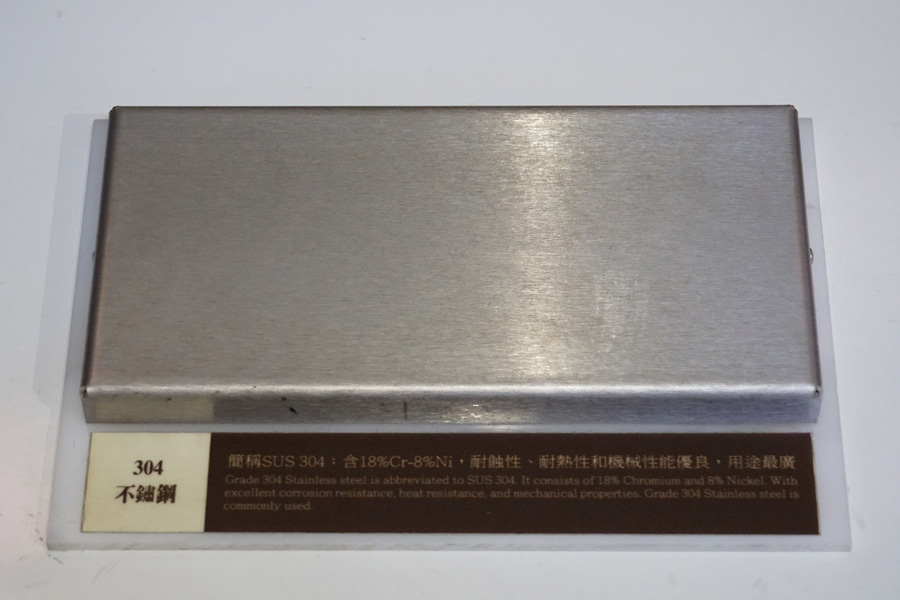 304
不鏽鋼
簡稱SUS 304：含18%Cr-8%Ni，耐蝕性、耐熱性和機械性能優良，用途最廣
Grade 304 Stainless steel is abbreviated to SUS 304. It consists of 18% Chromium and 8% Nickel. With
excellent corrosion resistance, heat resistance, and mechanical properties. Grade 304 Stainless steel is
commonly used.